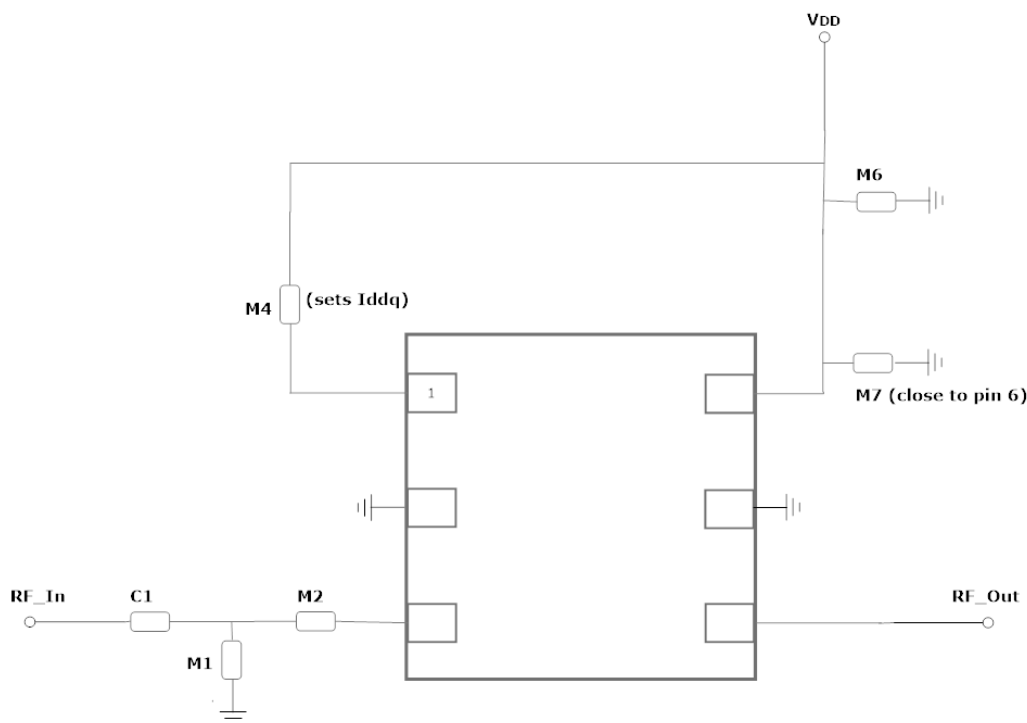 VDD
M6
M4
(sets Iddq)
1
M7 (close to pin 6)
RF_In
C1
M2
RF_Out
M1